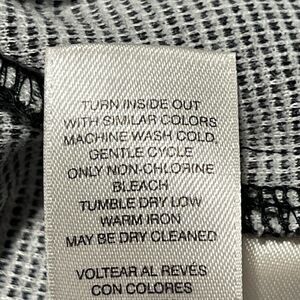 TURN INSIDE OUT
WITH SIMILAR COLORS
MACHINE WASH COLD,
GENTLE CYCLE
ONLY NON-CHLORINE
BLEACH
TUMBLE DRY LOW
WARM IRON
MAY BE DRY CLEANED
VOLTEAR AL REVÉS
CON COLORES